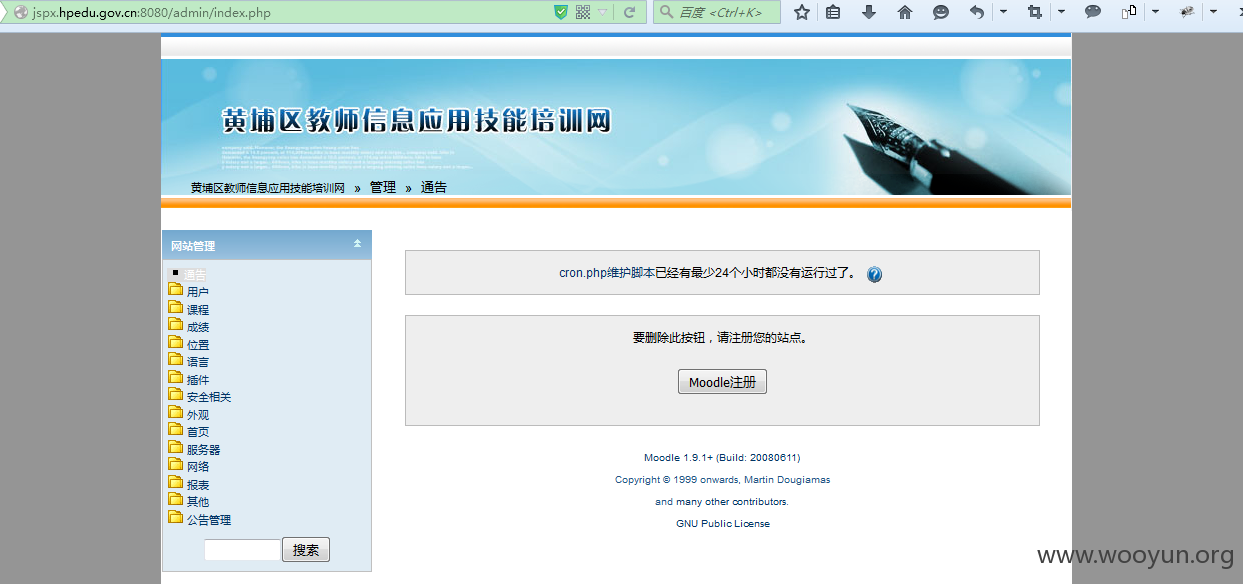 jspx.hpedu.gov.cn:8080/admin/index.php
百度 <Ctrl+K>
黄埔区教师信息应用技能培训网
黄埔区教师信息应用技能培训网 » 管理 » 通告
网站管理
通告
用户
课程
成绩
位置
语言
插件
安全相关
外观
首页
服务器
网络
报表
其他
公告管理
搜索
cron.php维护脚本已经有最少24个小时都没有运行过了。
要删除此按钮，请注册您的站点。
Moodle注册
Moodle 1.9.1+ (Build: 20080611)
Copyright © 1999 onwards, Martin Dougiamas
and many other contributors.
GNU Public License
www.wooyun.org